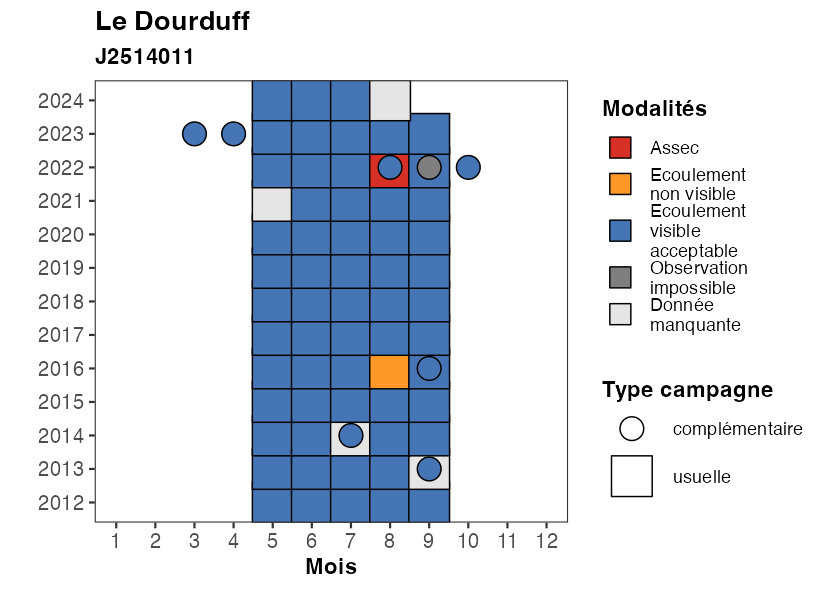 Le Dourduff
J2514011
2024
2023
2022
2021
2020
2019
2018
2017
2016
2015
2014
2013
2012
1 2 3 4 5 6 7 8 9 10 11 12
Mois
Modalités
Assec
Ecoulement
non visible
Ecoulement
visible
acceptable
Observation
impossible
Donnée
manquante
Type campagne
complémentaire
usuelle